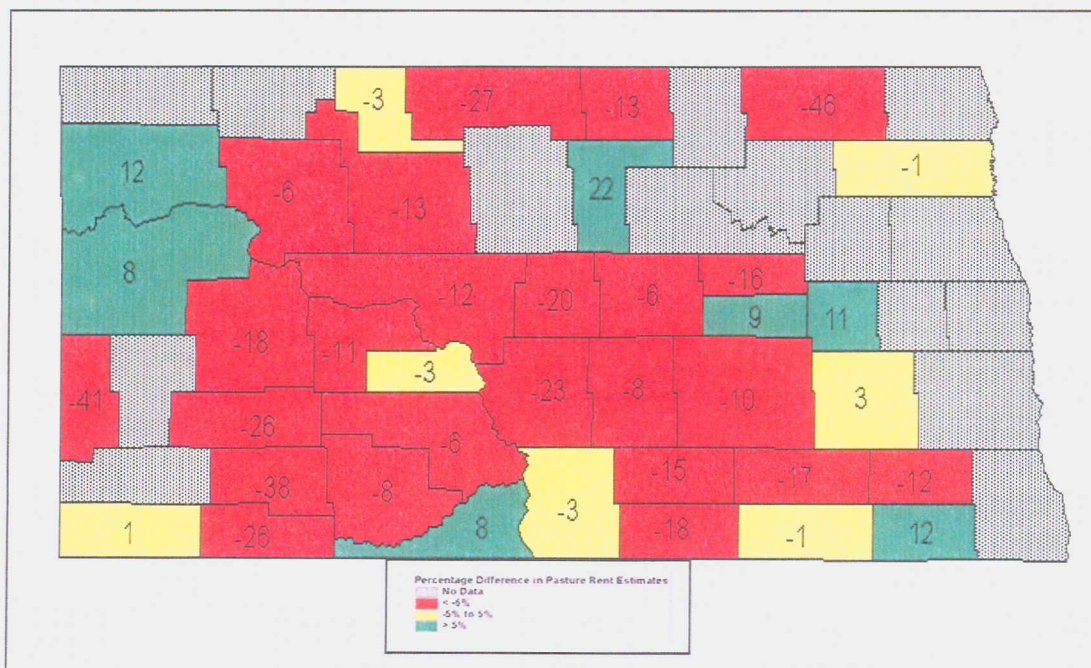 -3 -27 -13 -46
12 -6 -13 22 -1
8 -12 -20 -6 -16
9 11
-18 -11 -3
-41 -26 -23 -8 -10 3
-6
-38 -8 -15 -17 -12
1 -26 8 -3 -18 -1 12
Percentage Difference in Pasture Rent Estimates
No Data
< -5%
-5% to 5%
> 5%